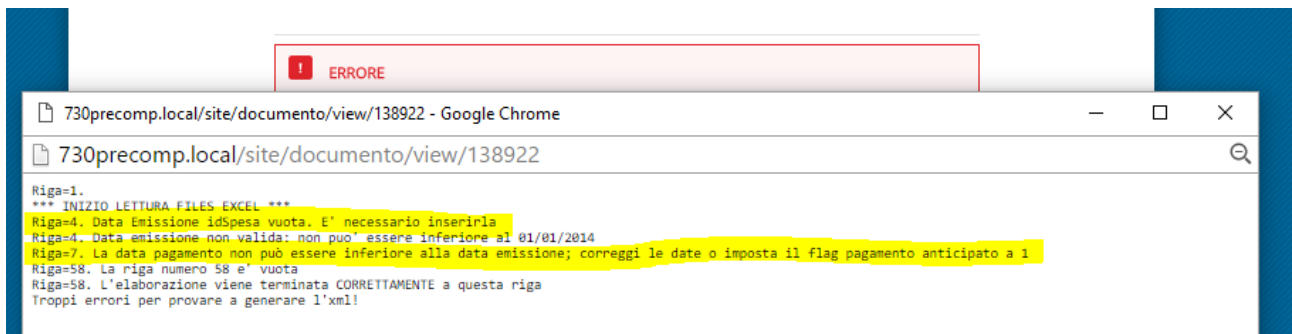 ERRORE
730precomp.local/site/documento/view/138922 - Google Chrome
730precomp.local/site/documento/view/138922
Riga=1.
*** INIZIO LETTURA FILES EXCEL ***
Riga=4. Data Emissione idSpesa vuota. E' necessario inserirla
Riga=4. Data emissione non valida: non puo' essere inferiore al 01/01/2014
Riga=7. La data pagamento non può essere inferiore alla data emissione; correggi le date o imposta il flag pagamento anticipato a 1
Riga=58. La riga numero 58 e' vuota
Riga=58. L'elaborazione viene terminata CORRETTAMENTE a questa riga
Troppi errori per provare a generare l'xml!